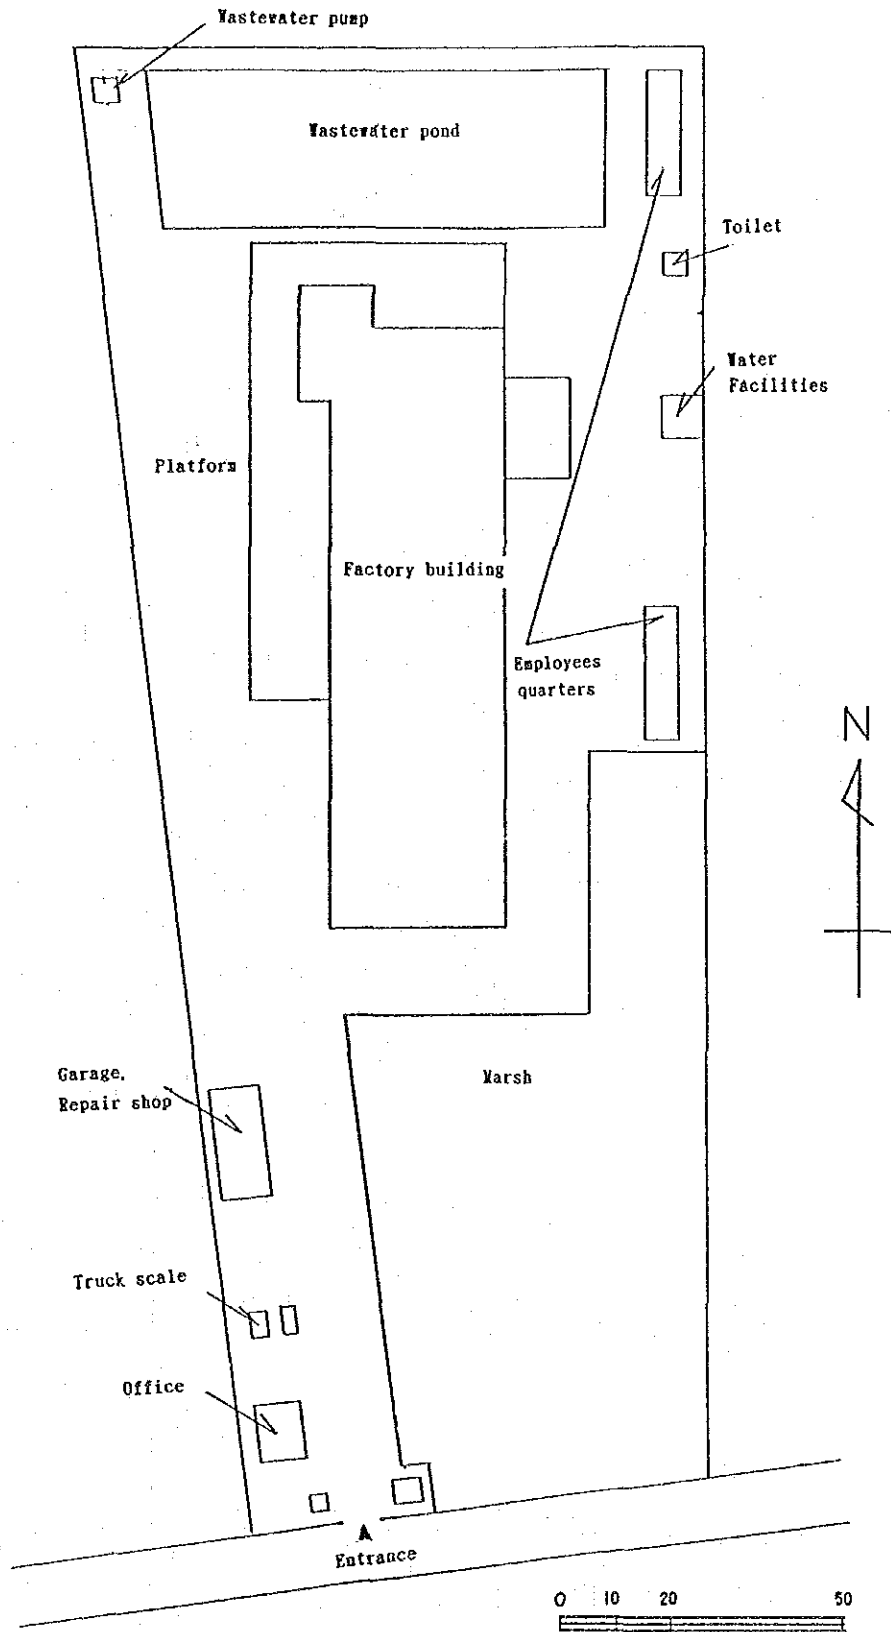 Wastewater pump
Wastewater pond
Toilet
Water
Facilities
Platform
Factory building
Employees
quarters
N
Garage,
Repair shop
Marsh
Truck scale
Office
Entrance
0 10 20 50